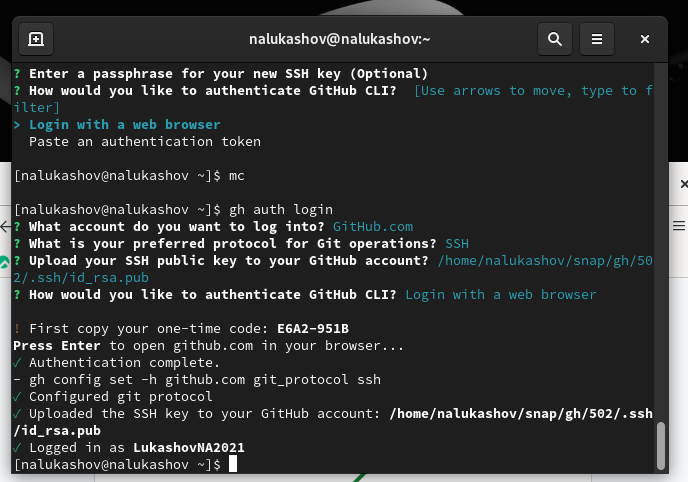 nalukashov@nalukashov:~
? Enter a passphrase for your new SSH key (Optional)
? How would you like to authenticate GitHub CLI?  [Use arrows to move, type to f
ilter]
> Login with a web browser
  Paste an authentication token
[nalukashov@nalukashov ~]$ mc
[nalukashov@nalukashov ~]$ gh auth login
? What account do you want to log into? GitHub.com
? What is your preferred protocol for Git operations? SSH
? Upload your SSH public key to your GitHub account? /home/nalukashov/snap/gh/50
2/.ssh/id_rsa.pub
? How would you like to authenticate GitHub CLI? Login with a web browser
! First copy your one-time code: E6A2-951B
Press Enter to open github.com in your browser...
✓ Authentication complete.
- gh config set -h github.com git_protocol ssh
✓ Configured git protocol
✓ Uploaded the SSH key to your GitHub account: /home/nalukashov/snap/gh/502/.ssh
/id_rsa.pub
✓ Logged in as LukashovNA2021
[nalukashov@nalukashov ~]$